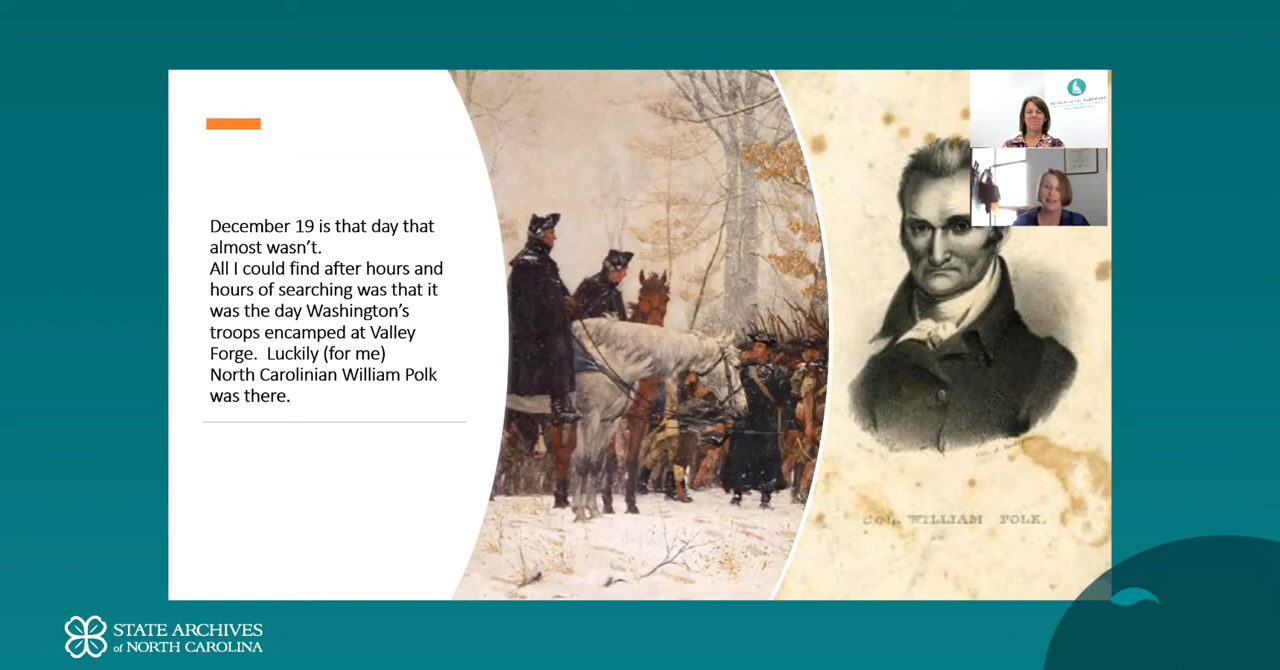 December 19 is that day that
almost wasn't.
All I could find after hours and
hours of searching was that it
was the day Washington's
troops encamped at Valley
Forge.  Luckily (for me)
North Carolinian William Polk
was there.
COL. WILLIAM POLK.
STATE ARCHIVES
of NORTH CAROLINA